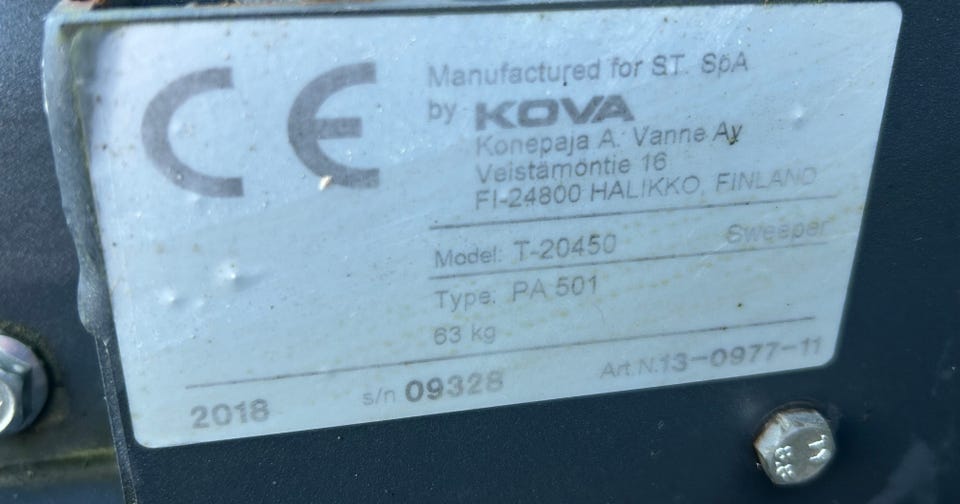 CE
Manufactured for ST. SpA
by KOVA
Konepaja A. Vanne Ay
Veistämöntie 16
FI-24800 HALIKKO, FINLAND
Model: T-20450 Sweeper
Type: PA 501
63 kg
2018 s/n 09328 Art.N.13-0977-11